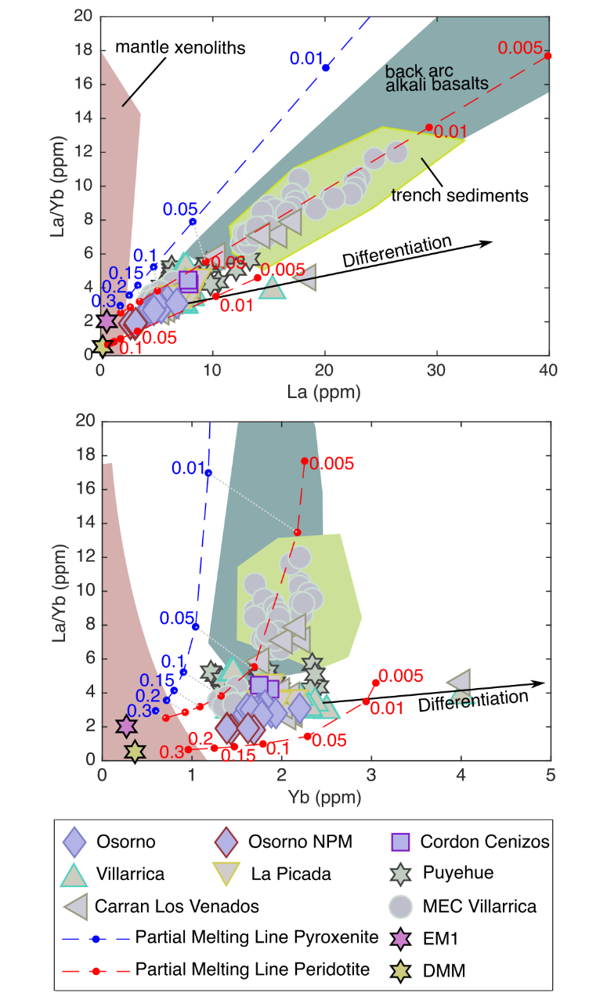 20
18
16
14
12
10
8
6
4
2
0
La/Yb (ppm)
mantle xenoliths
0.01
0.005
back arc
alkali basalts
0.01
trench sediments
0.05
0.1
0.15
0.2
0.3
0.05
0.005
Differentiation
0.01
0.05
0.1
0
10
20
30
40
La (ppm)
20
18
16
14
12
10
8
6
4
2
0
La/Yb (ppm)
0.01
0.005
0.05
0.1
0.15
0.2
0.3
0.005
0.01
Differentiation
0.05
0.2
0.1
0.3
0.15
0
1
2
3
4
5
Yb (ppm)
Osorno
Osorno NPM
Cordon Cenizos
Villarrica
La Picada
Puyehue
Carran Los Venados
MEC Villarrica
Partial Melting Line Pyroxenite
EM1
Partial Melting Line Peridotite
DMM